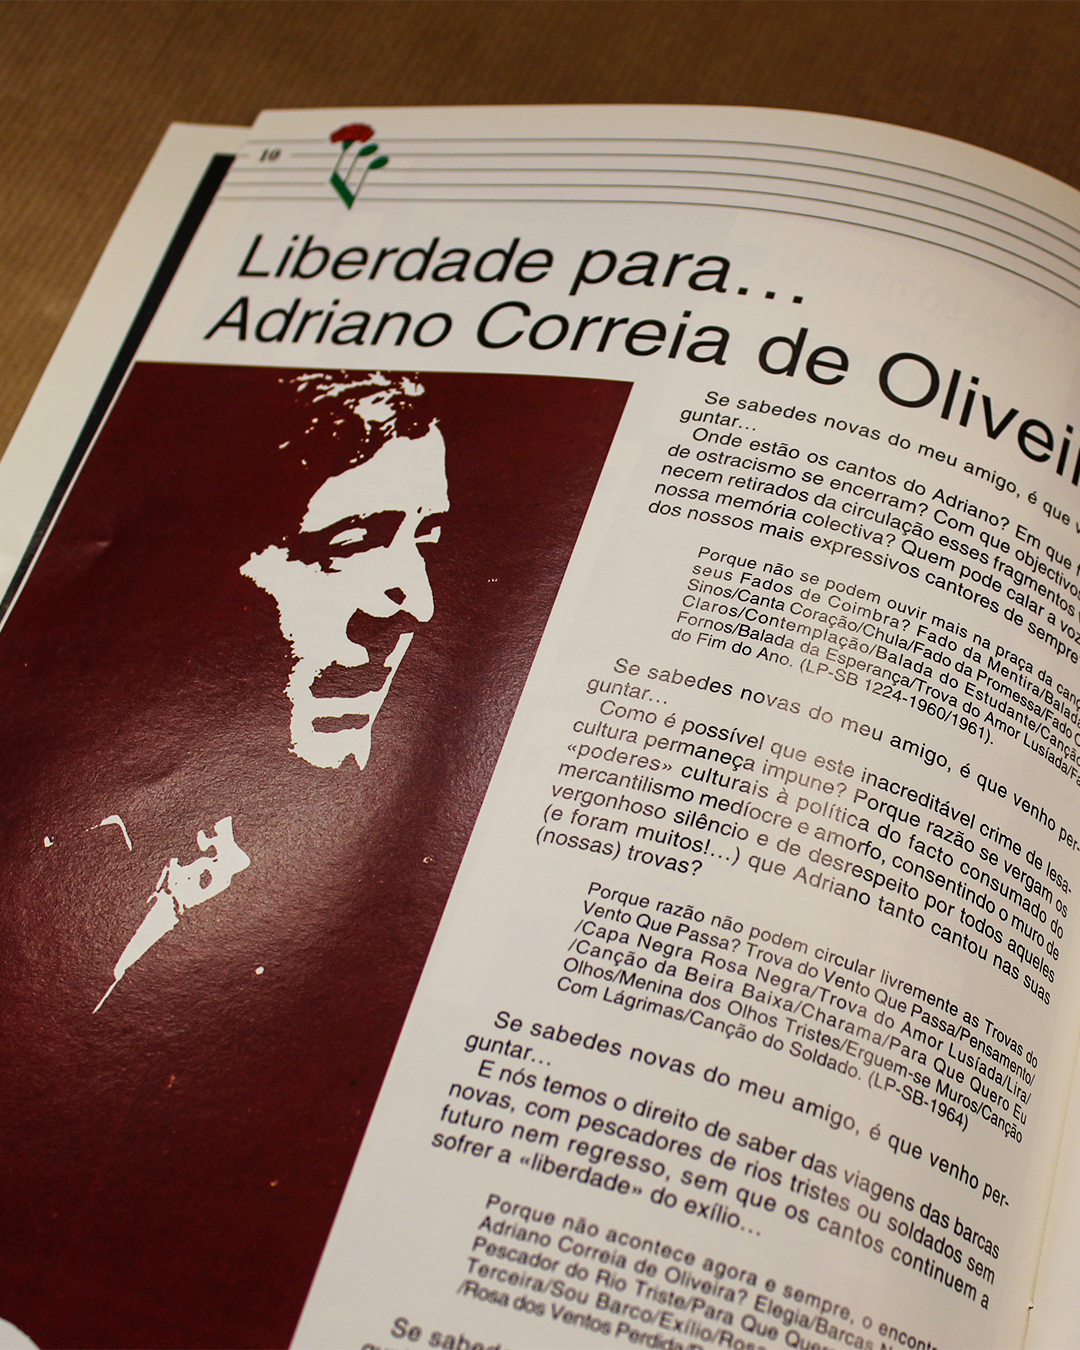 10
Liberdade para...
Adriano Correia de Oliveir
Se sabedes novas do meu amigo, é que v
guntar...
Onde estão os cantos do Adriano? Em que f
de ostracismo se encerram? Com que objectivos
necem retirados da circulação esses fragmentos
nossa memória colectiva? Quem pode calar a voz
dos nossos mais expressivos cantores de sempre
Porque não se podem ouvir mais na praça da canç
seus Fados de Coimbra? Fado da Mentira/Balada
Sinos/Canta Coração/Chula/Fado da Promessa/Fado
Claros/Contemplação/Balada do Estudante/Canção
Fornos/Balada da Esperança/Trova do Amor Lusíada/Fa
do Fim do Ano. (LP-SB 1224-1960/1961).
Se sabedes novas do meu amigo, é que venho per-
guntar...
Como é possível que este inacreditável crime de lesa-
cultura permaneça impune? Porque razão se vergam os
«poderes» culturais à política do facto consumado do
mercantilismo medíocre e amorfo, consentindo o muro de
vergonhoso silêncio e de desrespeito por todos aqueles
(e foram muitos!...) que Adriano tanto cantou nas suas
(nossas) trovas?
Porque razão não podem circular livremente as Trovas do
Vento Que Passa? Trova do Vento Que Passa/Pensamento/
/Capa Negra Rosa Negra/Trova do Amor Lusíada/Lira/
/Canção da Beira Baixa/Charama/Para Que Quero Eu
Olhos/Menina dos Olhos Tristes/Erguem-se Muros/Canção
Com Lágrimas/Canção do Soldado. (LP-SB-1964)
Se sabedes novas do meu amigo, é que venho per-
guntar...
E nós temos o direito de saber das viagens das barcas
novas, com pescadores de rios tristes ou soldados sem
futuro nem regresso, sem que os cantos continuem a
sofrer a «liberdade» do exílio...
Porque não acontece agora e sempre, o encont
Adriano Correia de Oliveira? Elegia/Barcas N
Pescador do Rio Triste/Para Que Quer
Terceira/Sou Barco/Exílio/Rosa
/Rosa dos Ventos Perdida/
Se sabed